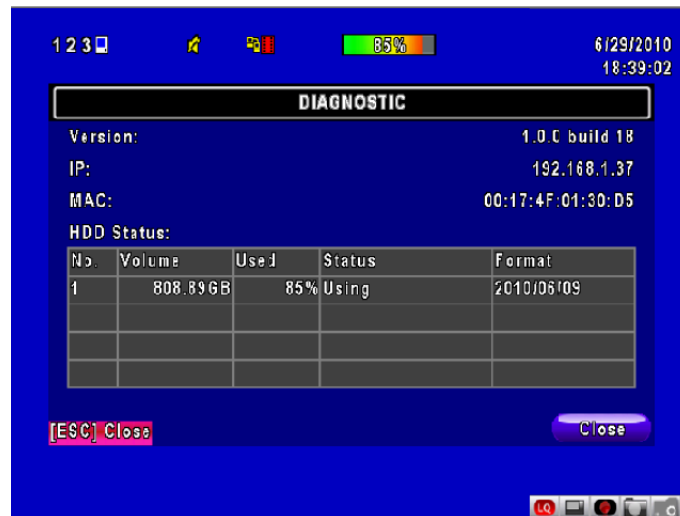 123 85% 6/29/2010
18:39:02
DIAGNOSTIC
Version: 1.0.0 build 18
IP: 192.168.1.37
MAC: 00:17:4F:01:30:D5
HDD Status:
No. Volume Used Status Format
1 808.89GB 85% Using 2010/06/09
[ESC] Close Close
LQ